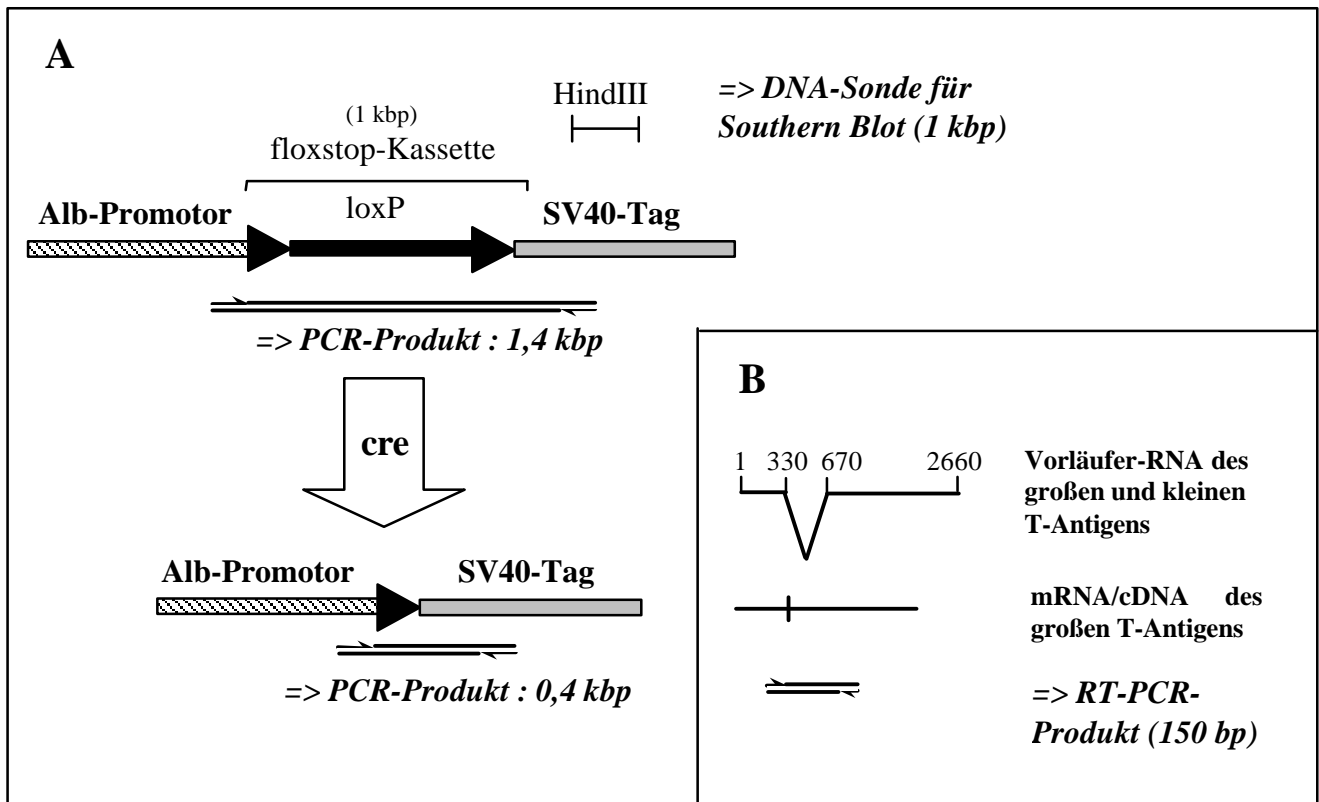 A
HindIII
=> DNA-Sonde für
Southern Blot (1 kbp)
(1 kbp)
floxstop-Kassette
Alb-Promotor
loxP
SV40-Tag
=> PCR-Produkt : 1,4 kbp
cre
Alb-Promotor
SV40-Tag
=> PCR-Produkt : 0,4 kbp
B
1 330 670 2660
Vorläufer-RNA des
großen und kleinen
T-Antigens
mRNA/cDNA des
großen T-Antigens
=> RT-PCR-
Produkt (150 bp)